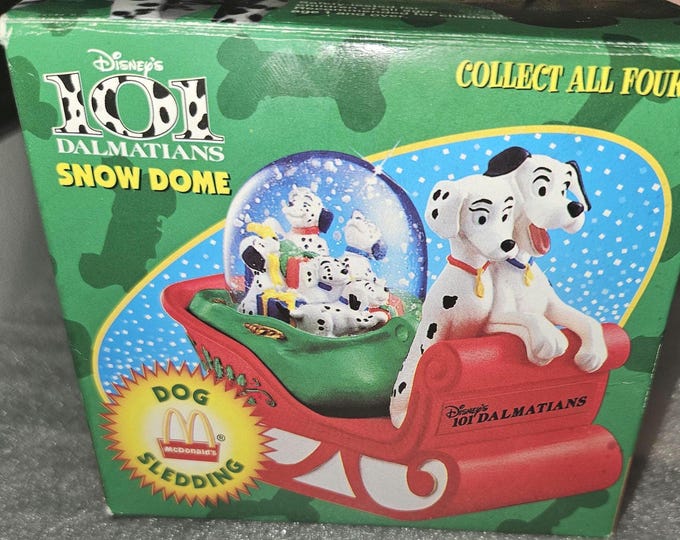 Disney's
101
DALMATIANS
SNOW DOME
COLLECT ALL FOUR
Disney's
101 DALMATIANS
DOG
McDonald's®
SLEDDING